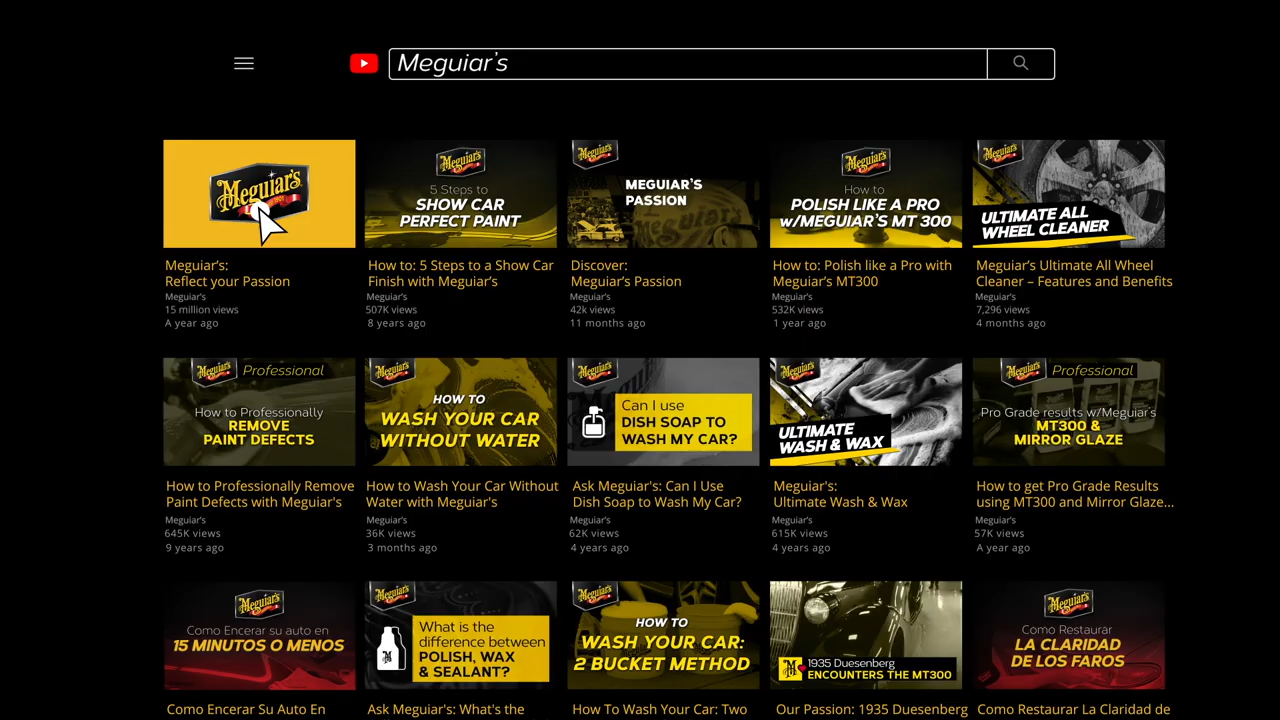 Meguiar's
Meguiar's
Meguiar's
5 Steps to
SHOW CAR
PERFECT PAINT
Meguiar's
MEGUIAR'S
PASSION
Meguiar's
How to
POLISH LIKE A PRO
w/MEGUIAR'S MT 300
Meguiar's
ULTIMATE ALL
WHEEL CLEANER
Meguiar's:
Reflect your Passion
Meguiar's
15 million views
A year ago
How to: 5 Steps to a Show Car
Finish with Meguiar's
Meguiar's
507K views
8 years ago
Discover:
Meguiar's Passion
Meguiar's
42k views
11 months ago
How to: Polish like a Pro with
Meguiar's MT300
Meguiar's
532K views
1 year ago
Meguiar's Ultimate All Wheel
Cleaner – Features and Benefits
Meguiar's
7,296 views
4 months ago
Meguiar's Professional
How to Professionally
REMOVE
PAINT DEFECTS
Meguiar's
HOW TO
WASH YOUR CAR
WITHOUT WATER
Meguiar's
Can I use
DISH SOAP TO
WASH MY CAR?
Meguiar's
ULTIMATE
WASH & WAX
Meguiar's Professional
Pro Grade results w/Meguiar's
MT300 &
MIRROR GLAZE
How to Professionally Remove
Paint Defects with Meguiar's
Meguiar's
645K views
9 years ago
How to Wash Your Car Without
Water with Meguiar's
Meguiar's
36K views
3 months ago
Ask Meguiar's: Can I Use
Dish Soap to Wash My Car?
Meguiar's
62K views
4 years ago
Meguiar's:
Ultimate Wash & Wax
Meguiar's
615K views
4 years ago
How to get Pro Grade Results
using MT300 and Mirror Glaze...
Meguiar's
57K views
A year ago
Meguiar's
Como Encerar su auto en
15 MINUTOS O MENOS
Meguiar's
What is the
difference between
POLISH, WAX
& SEALANT?
Meguiar's
HOW TO
WASH YOUR CAR:
2 BUCKET METHOD
1935 Duesenberg
ENCOUNTERS THE MT300
Meguiar's
Como Restaurar
LA CLARIDAD
DE LOS FAROS
Como Encerar Su Auto En
Ask Meguiar's: What's the
How To Wash Your Car: Two
Our Passion: 1935 Duesenberg
Como Restaurar La Claridad de